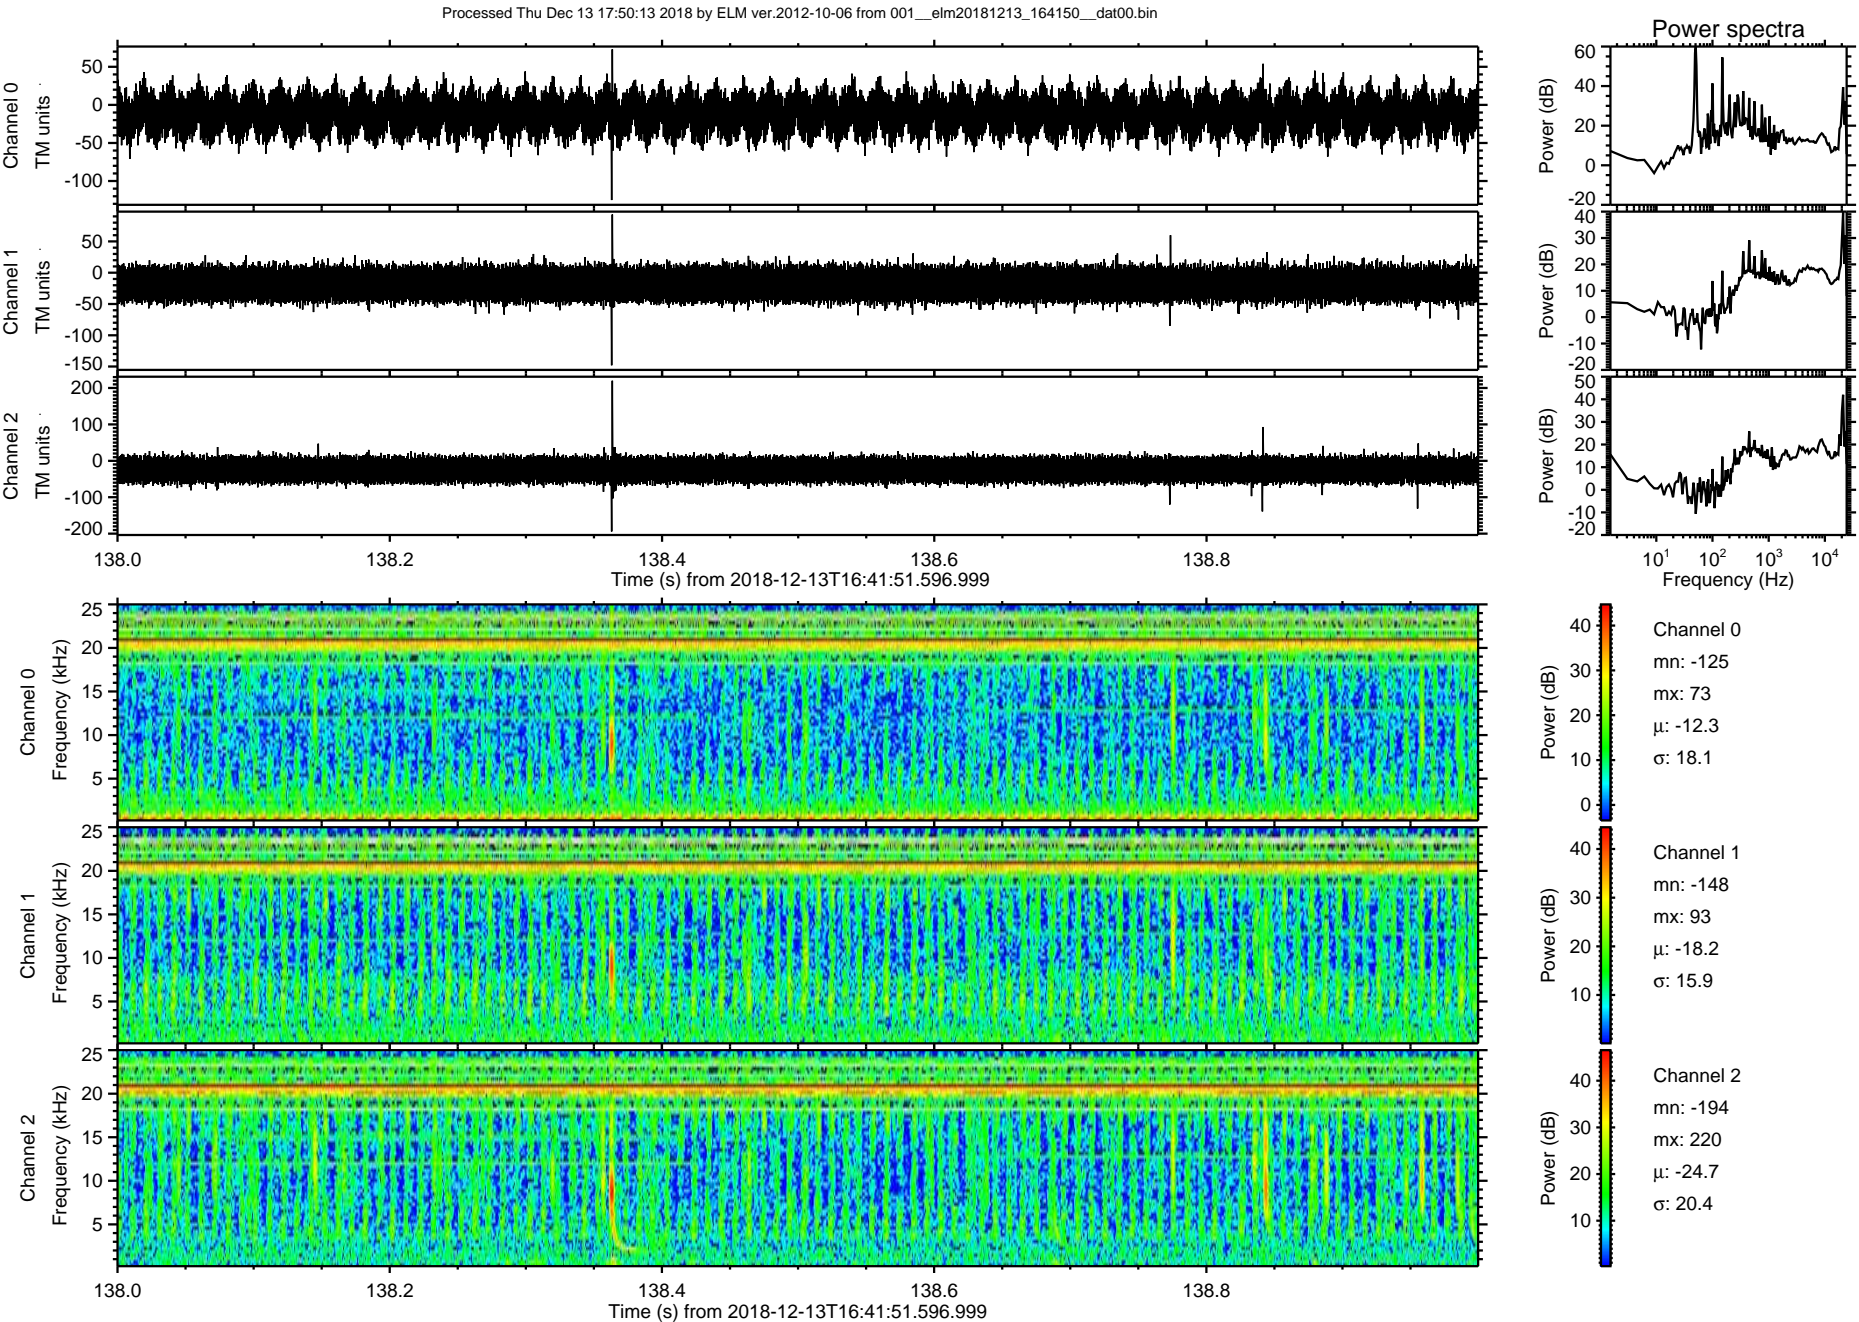 Processed Thu Dec 13 17:50:13 2018 by ELM ver.2012-10-06 from 001__elm20181213_164150__dat00.bin
Power spectra
Channel 0
TM units
50
0
-50
-100
Power (dB)
60
40
20
0
-20
Channel 1
TM units
50
0
-50
-100
-150
Power (dB)
40
30
20
10
0
-10
-20
Channel 2
TM units
200
100
0
-100
-200
Power (dB)
50
40
30
20
10
0
-10
-20
138.0 138.2 138.4 138.6 138.8
Time (s) from 2018-12-13T16:41:51.596.999
10¹ 10² 10³ 10⁴
Frequency (Hz)
Channel 0
Frequency (kHz)
25
20
15
10
5
Power (dB)
40
30
20
10
0
Channel 0
mn: -125
mx: 73
μ: -12.3
σ: 18.1
Channel 1
Frequency (kHz)
25
20
15
10
5
Power (dB)
40
30
20
10
Channel 1
mn: -148
mx: 93
μ: -18.2
σ: 15.9
Channel 2
Frequency (kHz)
25
20
15
10
5
Power (dB)
40
30
20
10
Channel 2
mn: -194
mx: 220
μ: -24.7
σ: 20.4
138.0 138.2 138.4 138.6 138.8
Time (s) from 2018-12-13T16:41:51.596.999